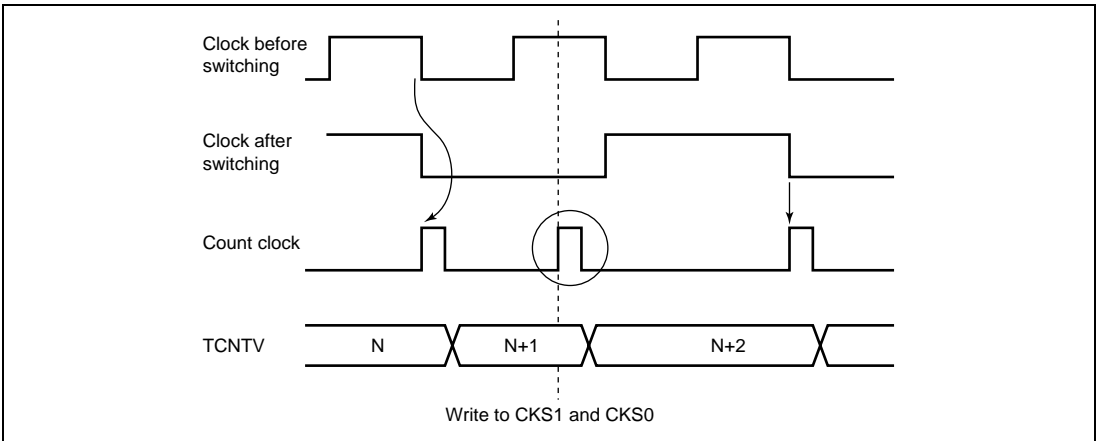 Clock before
switching
Clock after
switching
Count clock
TCNTV
N
N+1
N+2
Write to CKS1 and CKS0